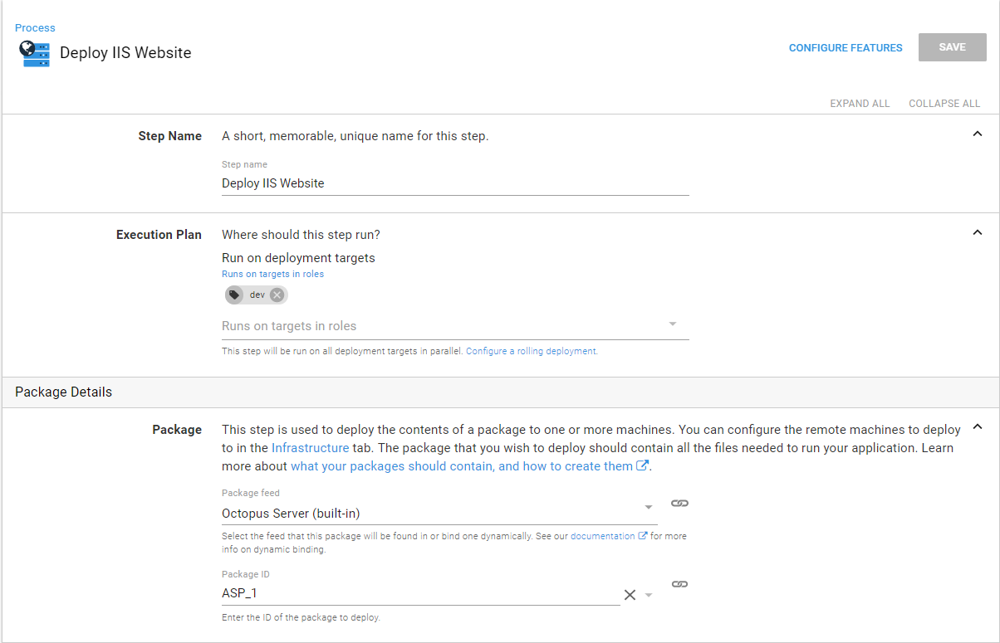 Process
Deploy IIS Website
CONFIGURE FEATURES
SAVE
EXPAND ALL
COLLAPSE ALL
Step Name
A short, memorable, unique name for this step.
Step name
Deploy IIS Website
Execution Plan
Where should this step run?
Run on deployment targets
Runs on targets in roles
dev
Runs on targets in roles
This step will be run on all deployment targets in parallel. Configure a rolling deployment.
Package Details
Package
This step is used to deploy the contents of a package to one or more machines. You can configure the remote machines to deploy
to in the Infrastructure tab. The package that you wish to deploy should contain all the files needed to run your application. Learn
more about what your packages should contain, and how to create them.
Package feed
Octopus Server (built-in)
Select the feed that this package will be found in or bind one dynamically. See our documentation for more
info on dynamic binding.
Package ID
ASP_1
Enter the ID of the package to deploy.